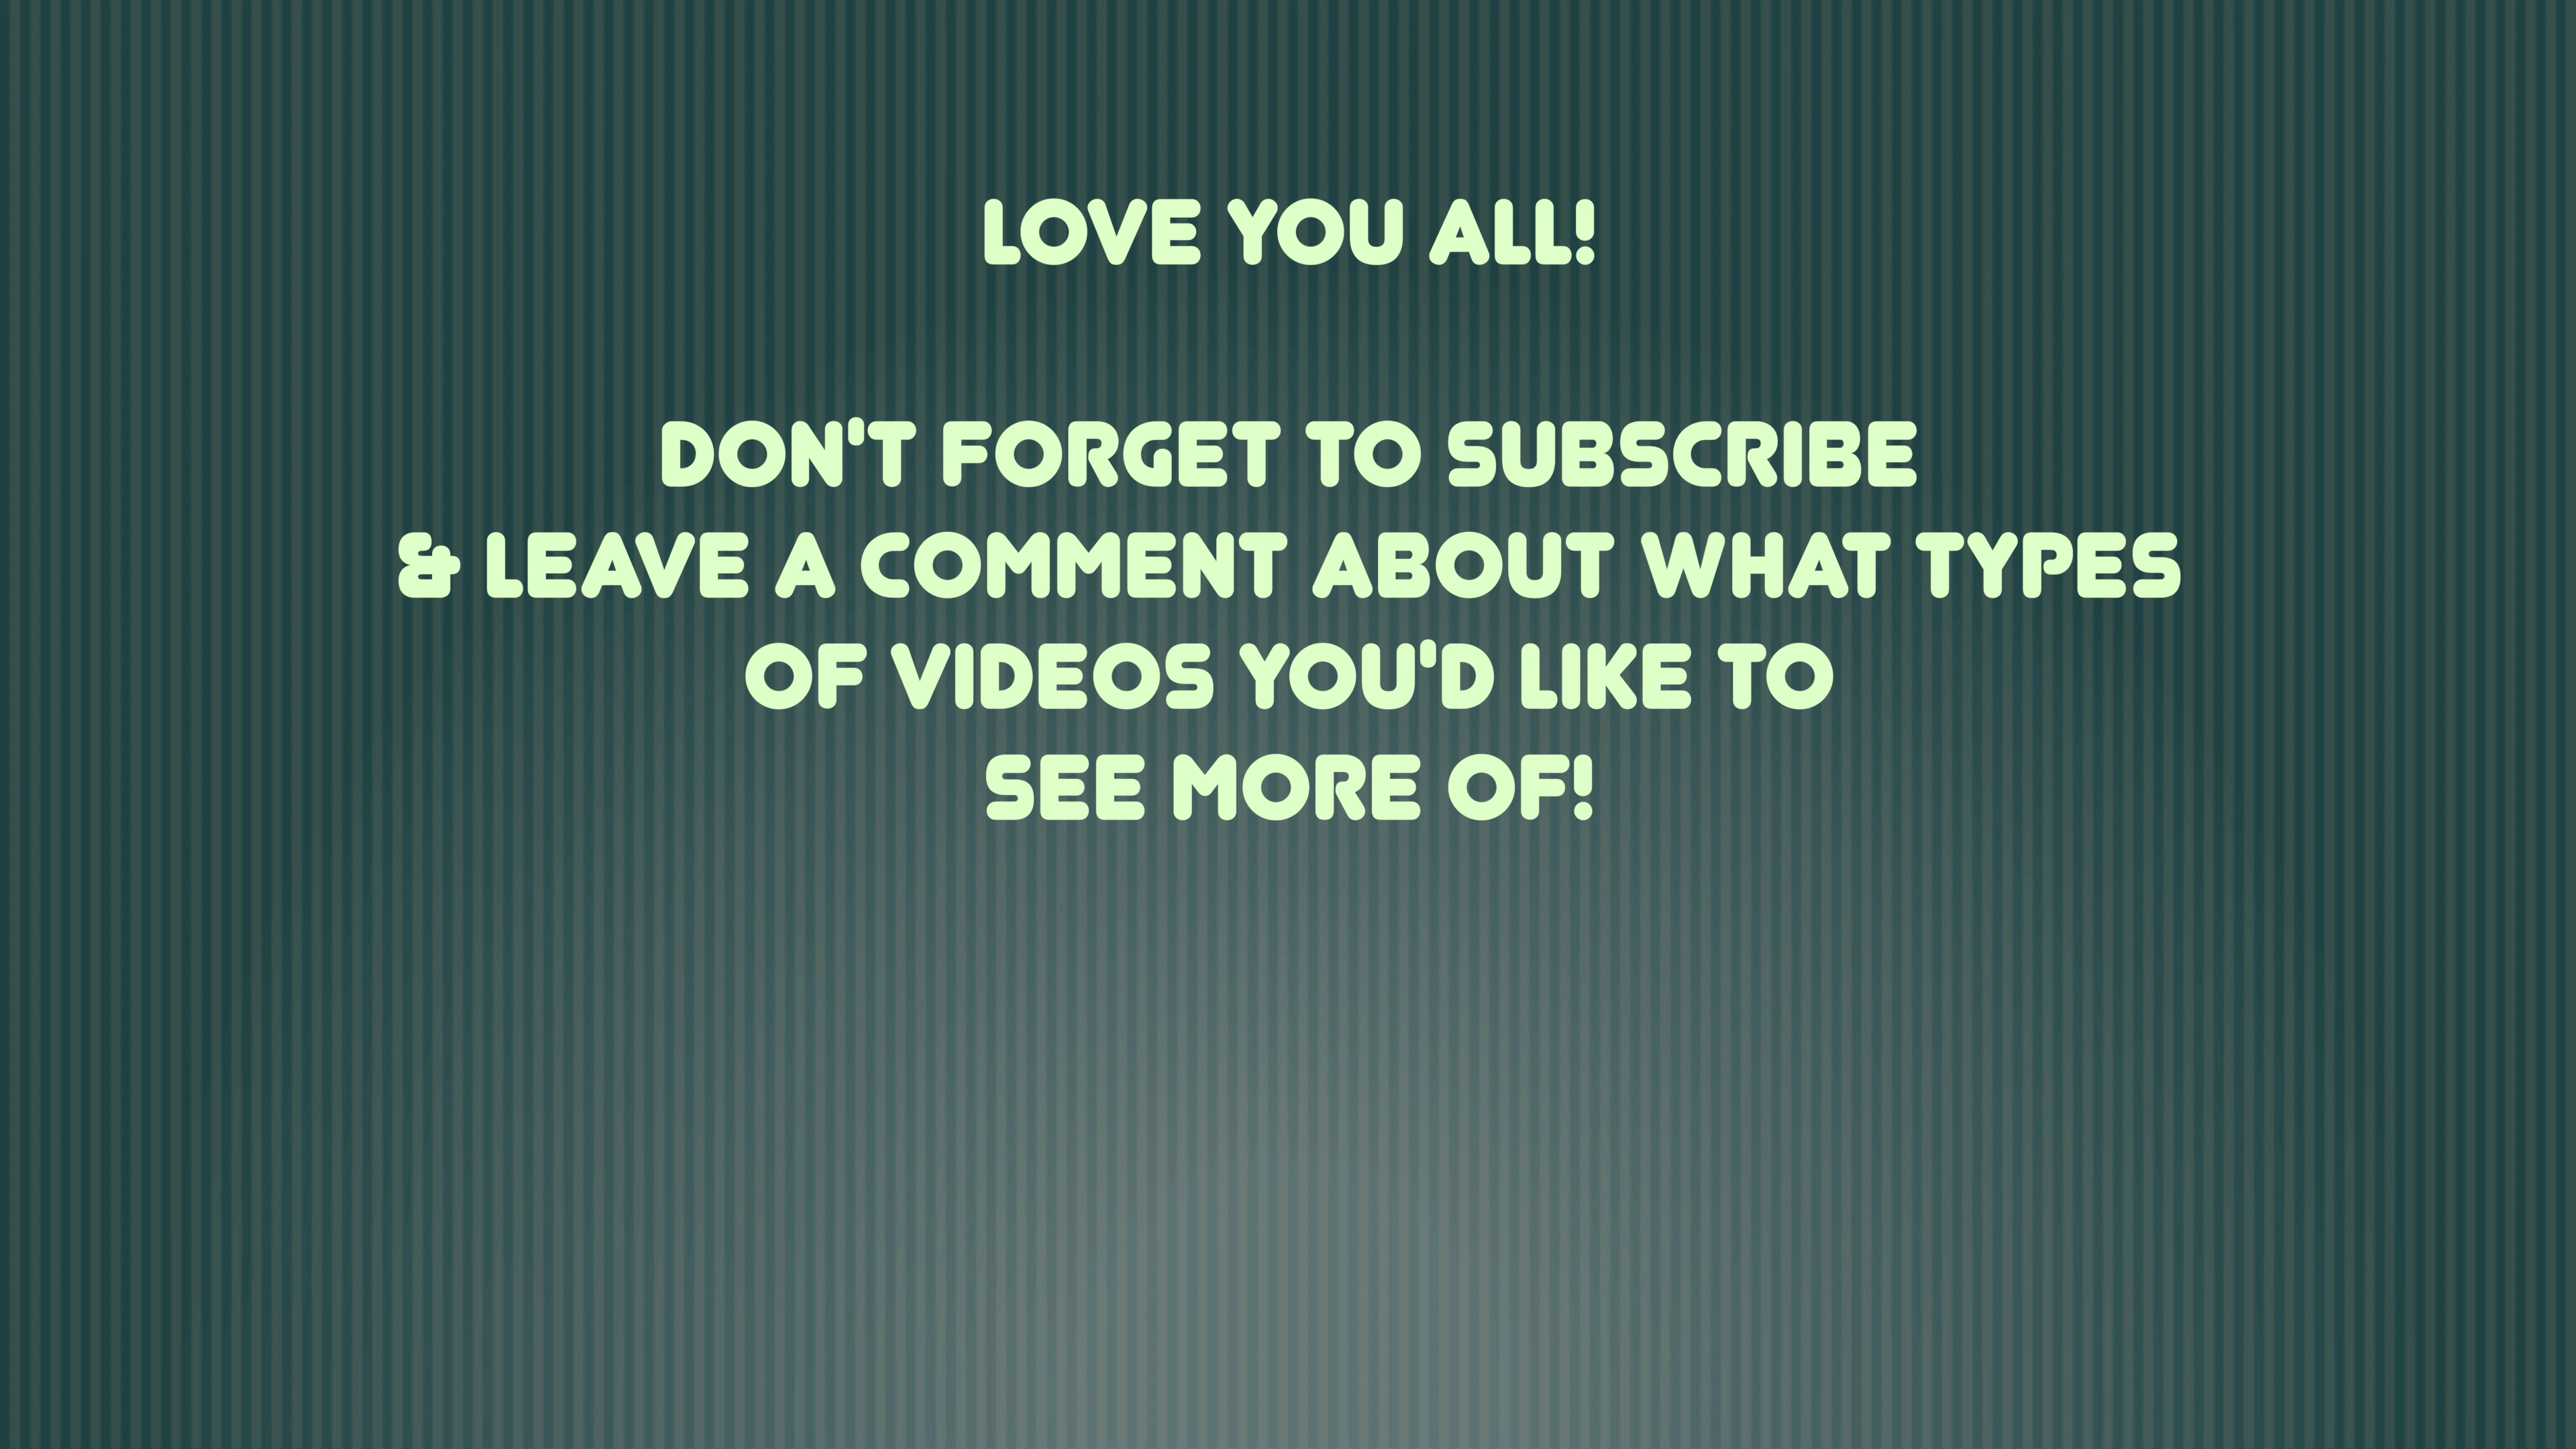 LOVE YOU ALL!
DON'T FORGET TO SUBSCRIBE
& LEAVE A COMMENT ABOUT WHAT TYPES
OF VIDEOS YOU'D LIKE TO
SEE MORE OF!